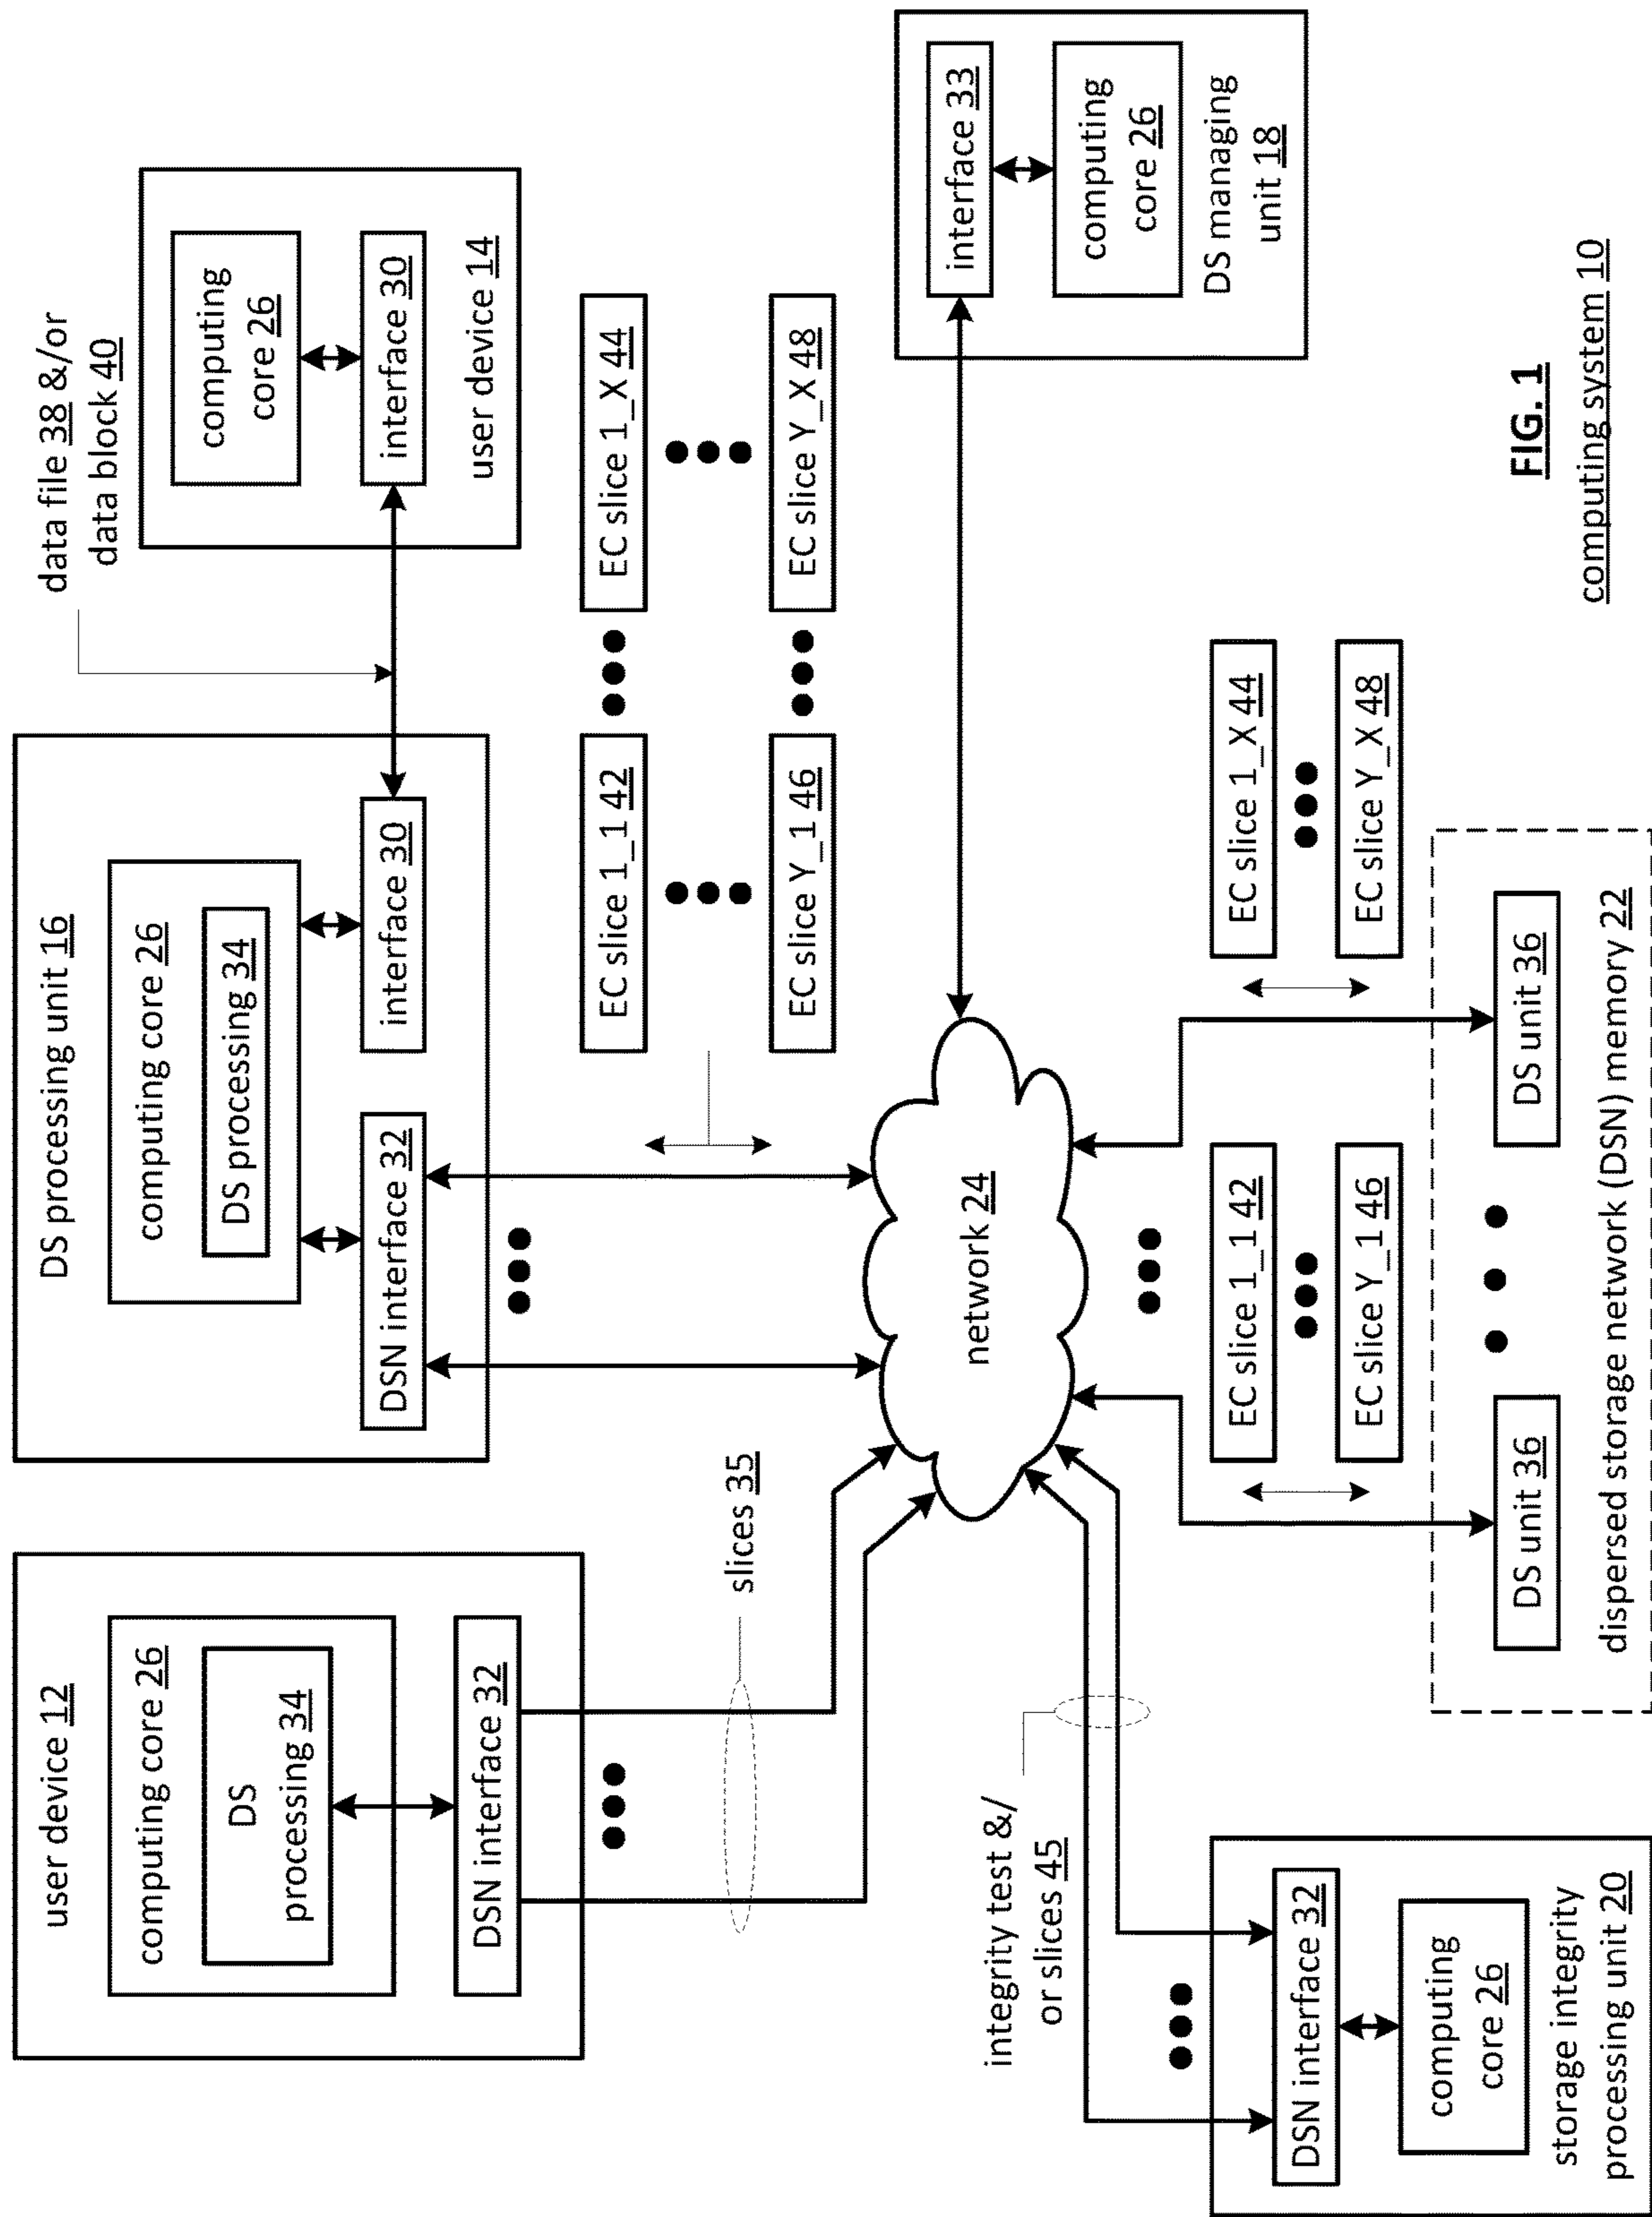 user device 12
computing core 26
DS
processing 34
DSN interface 32
slices 35
DS processing unit 16
computing core 26
DS processing 34
DSN interface 32
interface 30
data file 38 &/or
data block 40
computing
core 26
interface 30
user device 14
EC slice 1_1 42
EC slice 1_X 44
EC slice Y_1 46
EC slice Y_X 48
network 24
interface 33
computing
core 26
DS managing
unit 18
integrity test &/
or slices 45
DSN interface 32
computing
core 26
storage integrity
processing unit 20
EC slice 1_1 42
EC slice Y_1 46
EC slice 1_X 44
EC slice Y_X 48
DS unit 36
DS unit 36
dispersed storage network (DSN) memory 22
FIG. 1
computing system 10